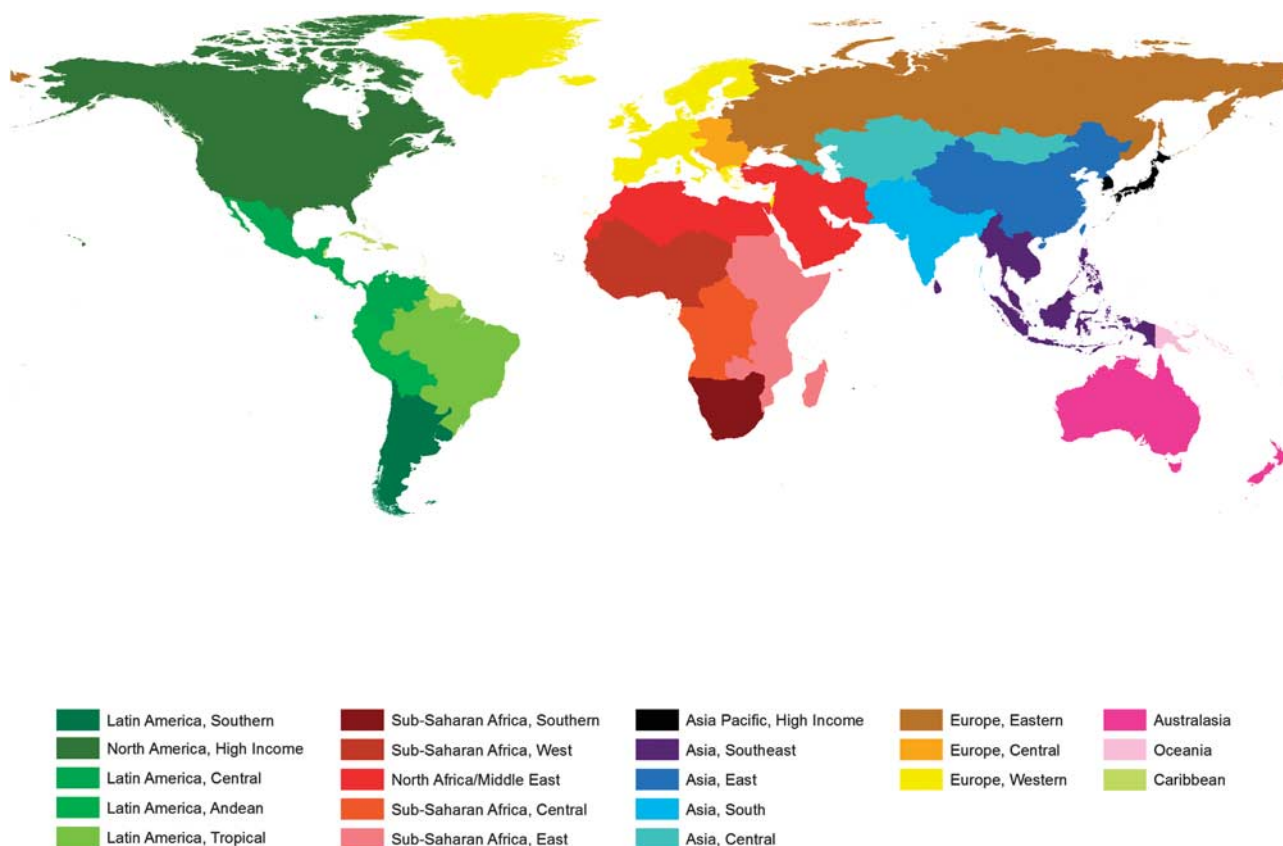 Latin America, Southern
North America, High Income
Latin America, Central
Latin America, Andean
Latin America, Tropical
Sub-Saharan Africa, Southern
Sub-Saharan Africa, West
North Africa/Middle East
Sub-Saharan Africa, Central
Sub-Saharan Africa, East
Asia Pacific, High Income
Asia, Southeast
Asia, East
Asia, South
Asia, Central
Europe, Eastern
Europe, Central
Europe, Western
Australasia
Oceania
Caribbean